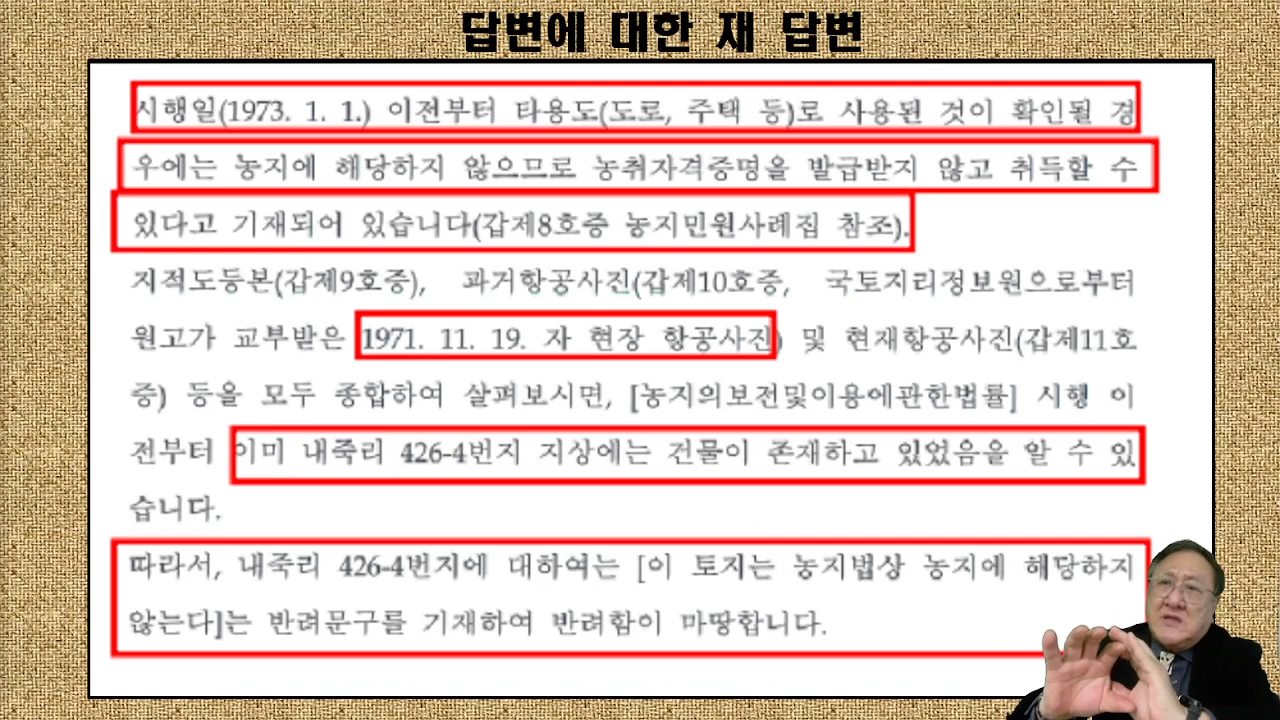 답변에 대한 재 답변
시행일(1973. 1. 1.) 이전부터 타용도(도로, 주택 등)로 사용된 것이 확인될 경
우에는 농지에 해당하지 않으므로 농취자격증명을 발급받지 않고 취득할 수
있다고 기재되어 있습니다(갑제8호증 농지민원사례집 참조).
지적도등본(갑제9호증), 과거항공사진(갑제10호증, 국토지리정보원으로부터
원고가 교부받은 1971. 11. 19. 자 현장 항공사진) 및 현재항공사진(갑제11호
증) 등을 모두 종합하여 살펴보시면, [농지의보전및이용에관한법률] 시행 이
전부터 이미 내죽리 426-4번지 지상에는 건물이 존재하고 있었음을 알 수 있
습니다.
따라서, 내죽리 426-4번지에 대하여는 [이 토지는 농지법상 농지에 해당하지
않는다]는 반려문구를 기재하여 반려함이 마땅합니다.